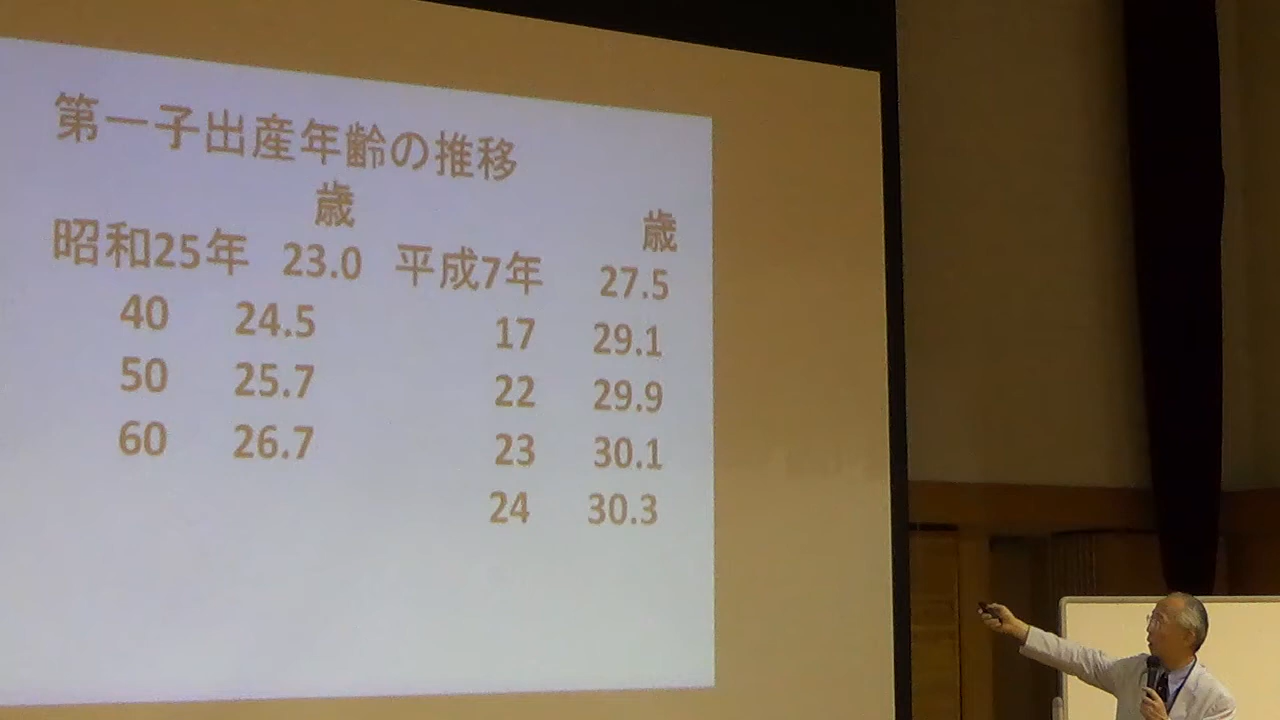 第一子出産年齢の推移
歳 歳
昭和25年 23.0 平成7年 27.5
40 24.5 17 29.1
50 25.7 22 29.9
60 26.7 23 30.1
24 30.3